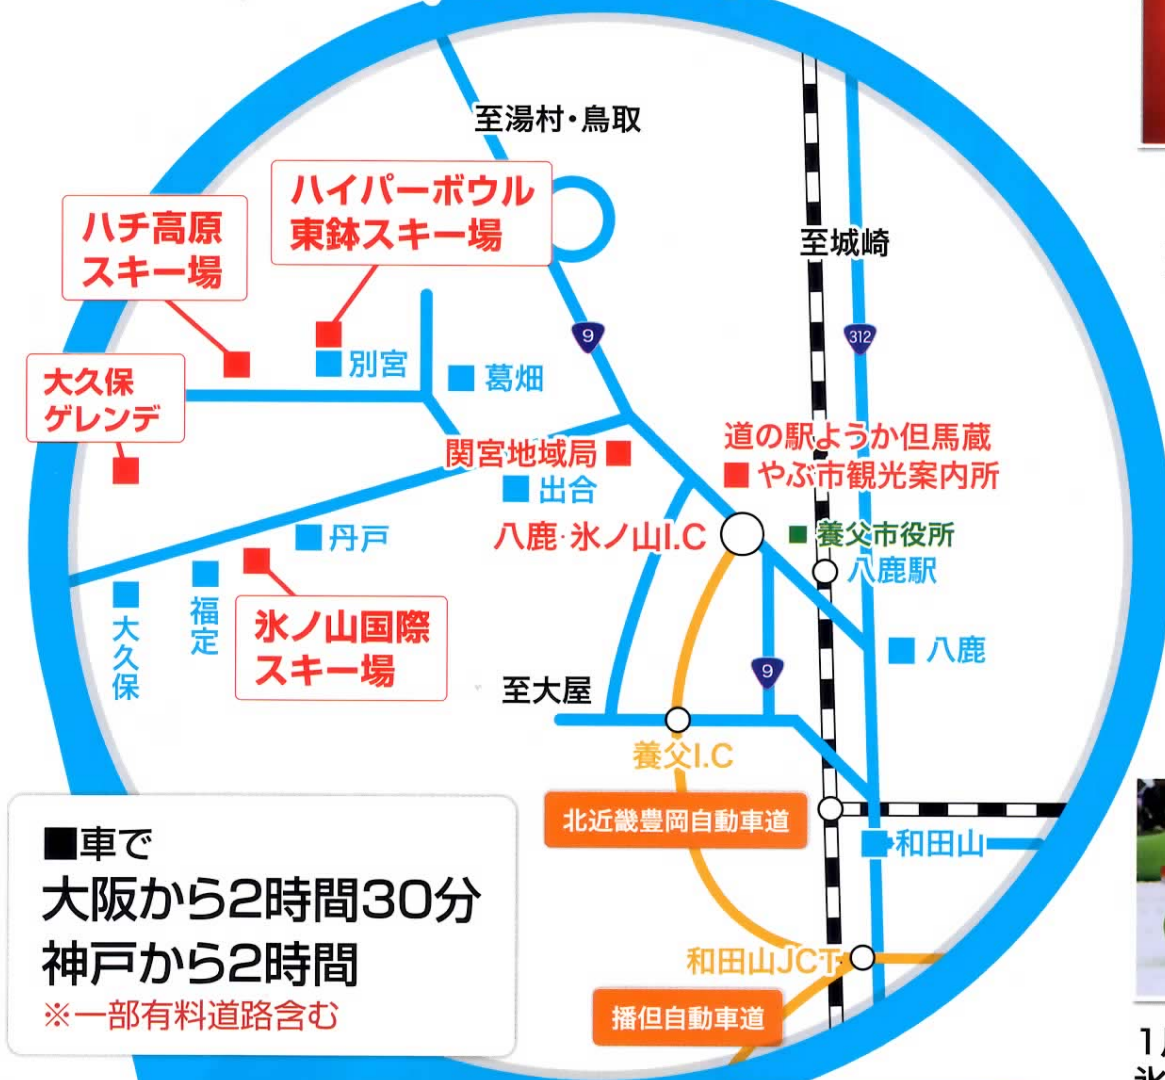 至湯村・鳥取
ハイパーボウル
東鉢スキー場
ハチ高原
スキー場
至城崎
9
312
別宮
葛畑
大久保
ゲレンデ
道の駅ようか但馬蔵
やぶ市観光案内所
関宮地域局
出合
八鹿・氷ノ山I.C
養父市役所
八鹿駅
丹戸
福定
大久保
氷ノ山国際
スキー場
八鹿
9
至大屋
養父I.C
北近畿豊岡自動車道
和田山
和田山JCT
播但自動車道
■車で
大阪から2時間30分
神戸から2時間
※一部有料道路含む